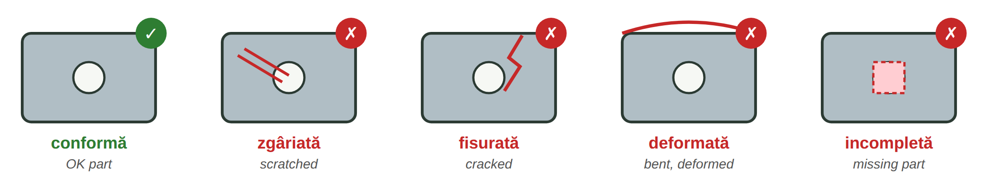 ✓ ✗ ✗ ✗ ✗
conformă zgâriată fisurată deformată incompletă
OK part scratched cracked bent, deformed missing part